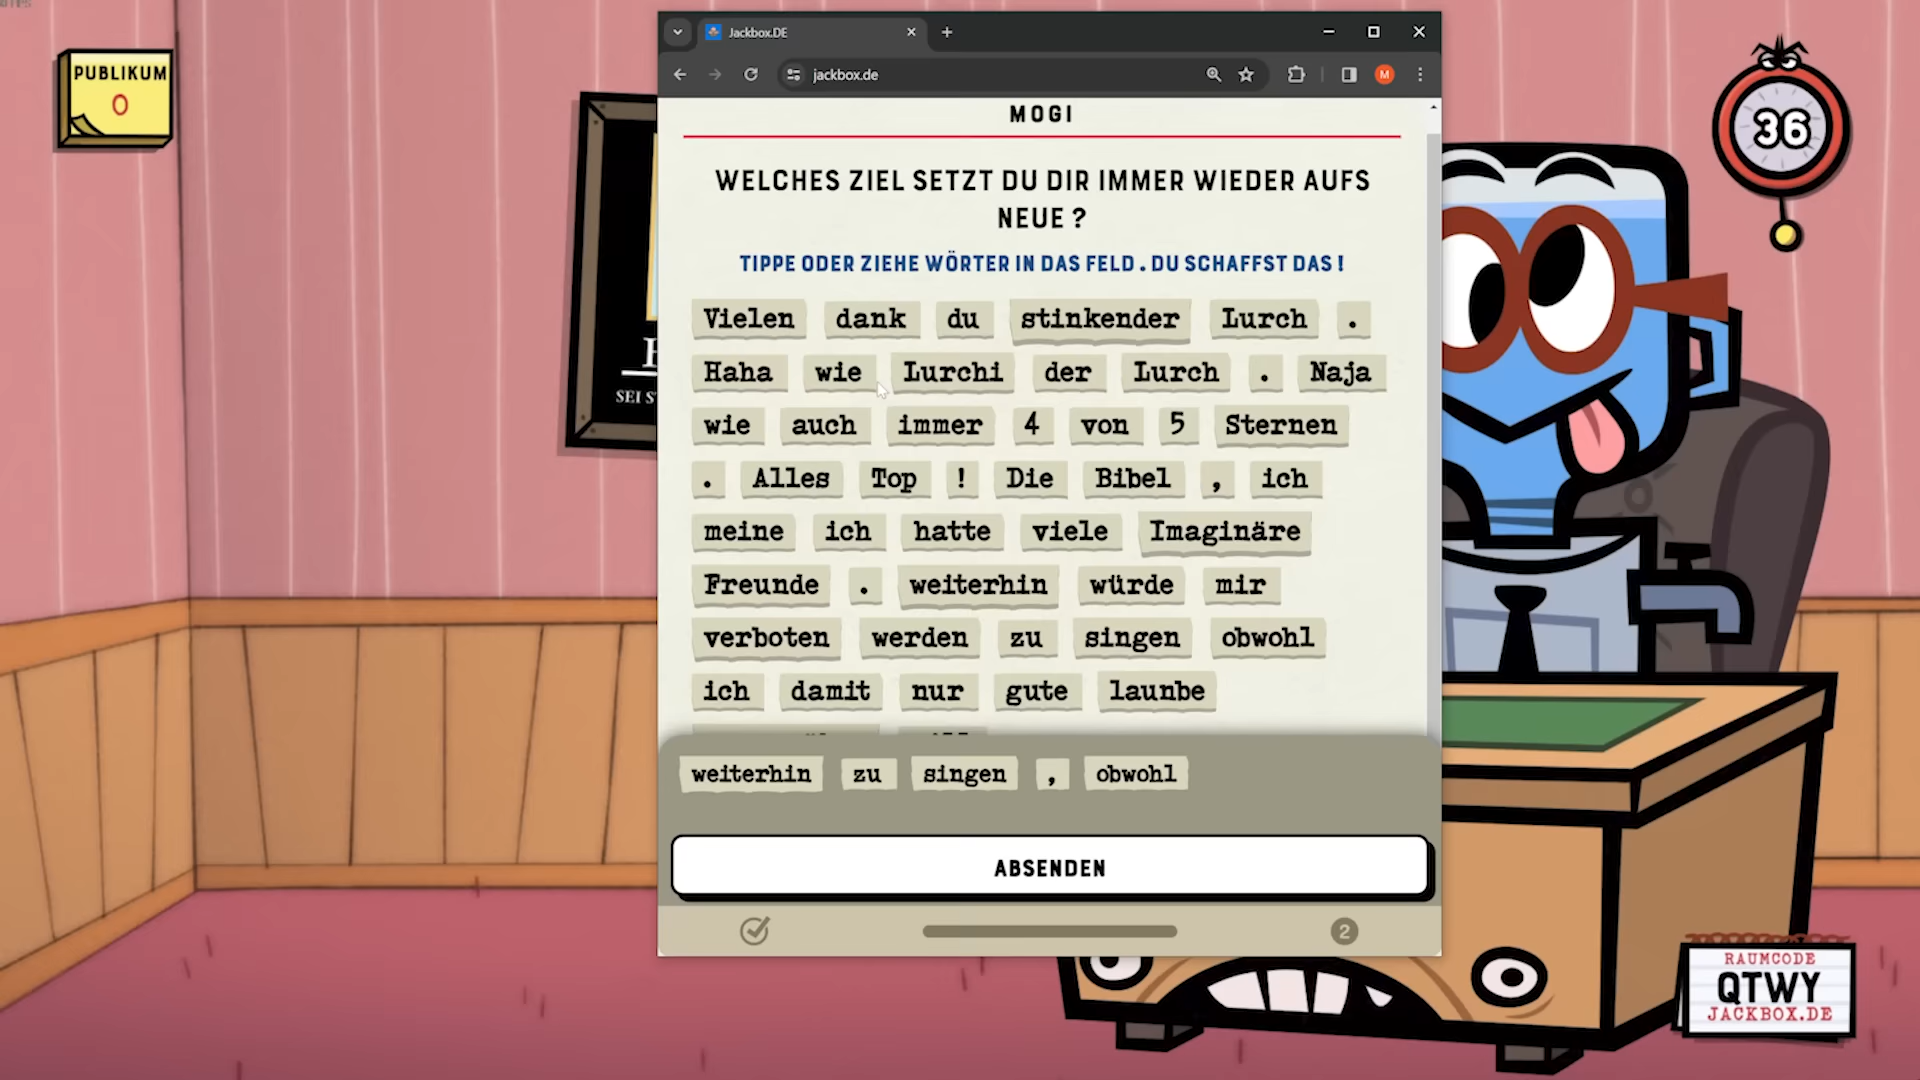 PUBLIKUM
0
SEI S
Jackbox.DE
jackbox.de
M
36
MOGI
WELCHES ZIEL SETZT DU DIR IMMER WIEDER AUFS
NEUE ?
TIPPE ODER ZIEHE WÖRTER IN DAS FELD . DU SCHAFFST DAS !
Vielen dank du stinkender Lurch .
Haha wie Lurchi der Lurch . Naja
wie auch immer 4 von 5 Sternen
. Alles Top ! Die Bibel , ich
meine ich hatte viele Imaginäre
Freunde . weiterhin würde mir
verboten werden zu singen obwohl
ich damit nur gute launbe
weiterhin zu singen , obwohl
ABSENDEN
2
RAUMCODE
QTWY
JACKBOX.DE